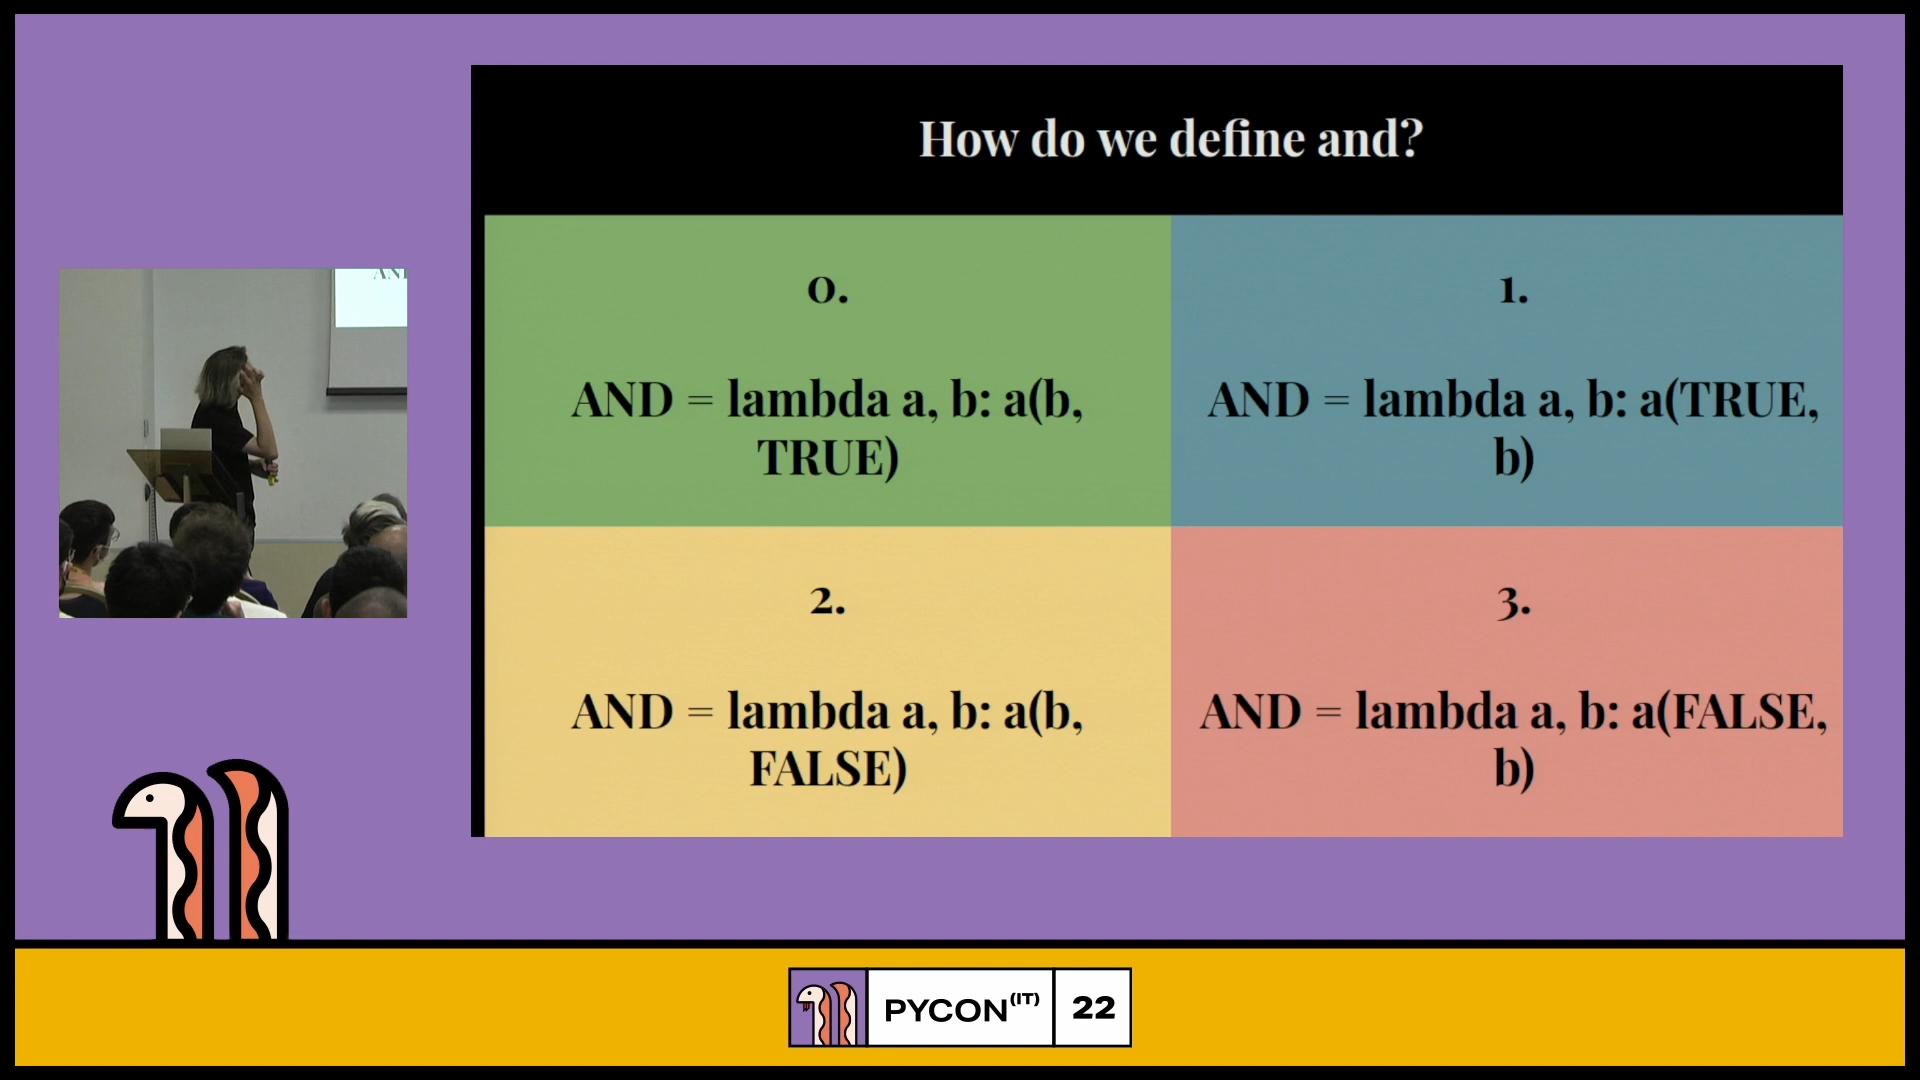 How do we define and?
0.
AND = lambda a, b: a(b,
TRUE)
1.
AND = lambda a, b: a(TRUE,
b)
2.
AND = lambda a, b: a(b,
FALSE)
3.
AND = lambda a, b: a(FALSE,
b)
AN
PYCON(IT) 22